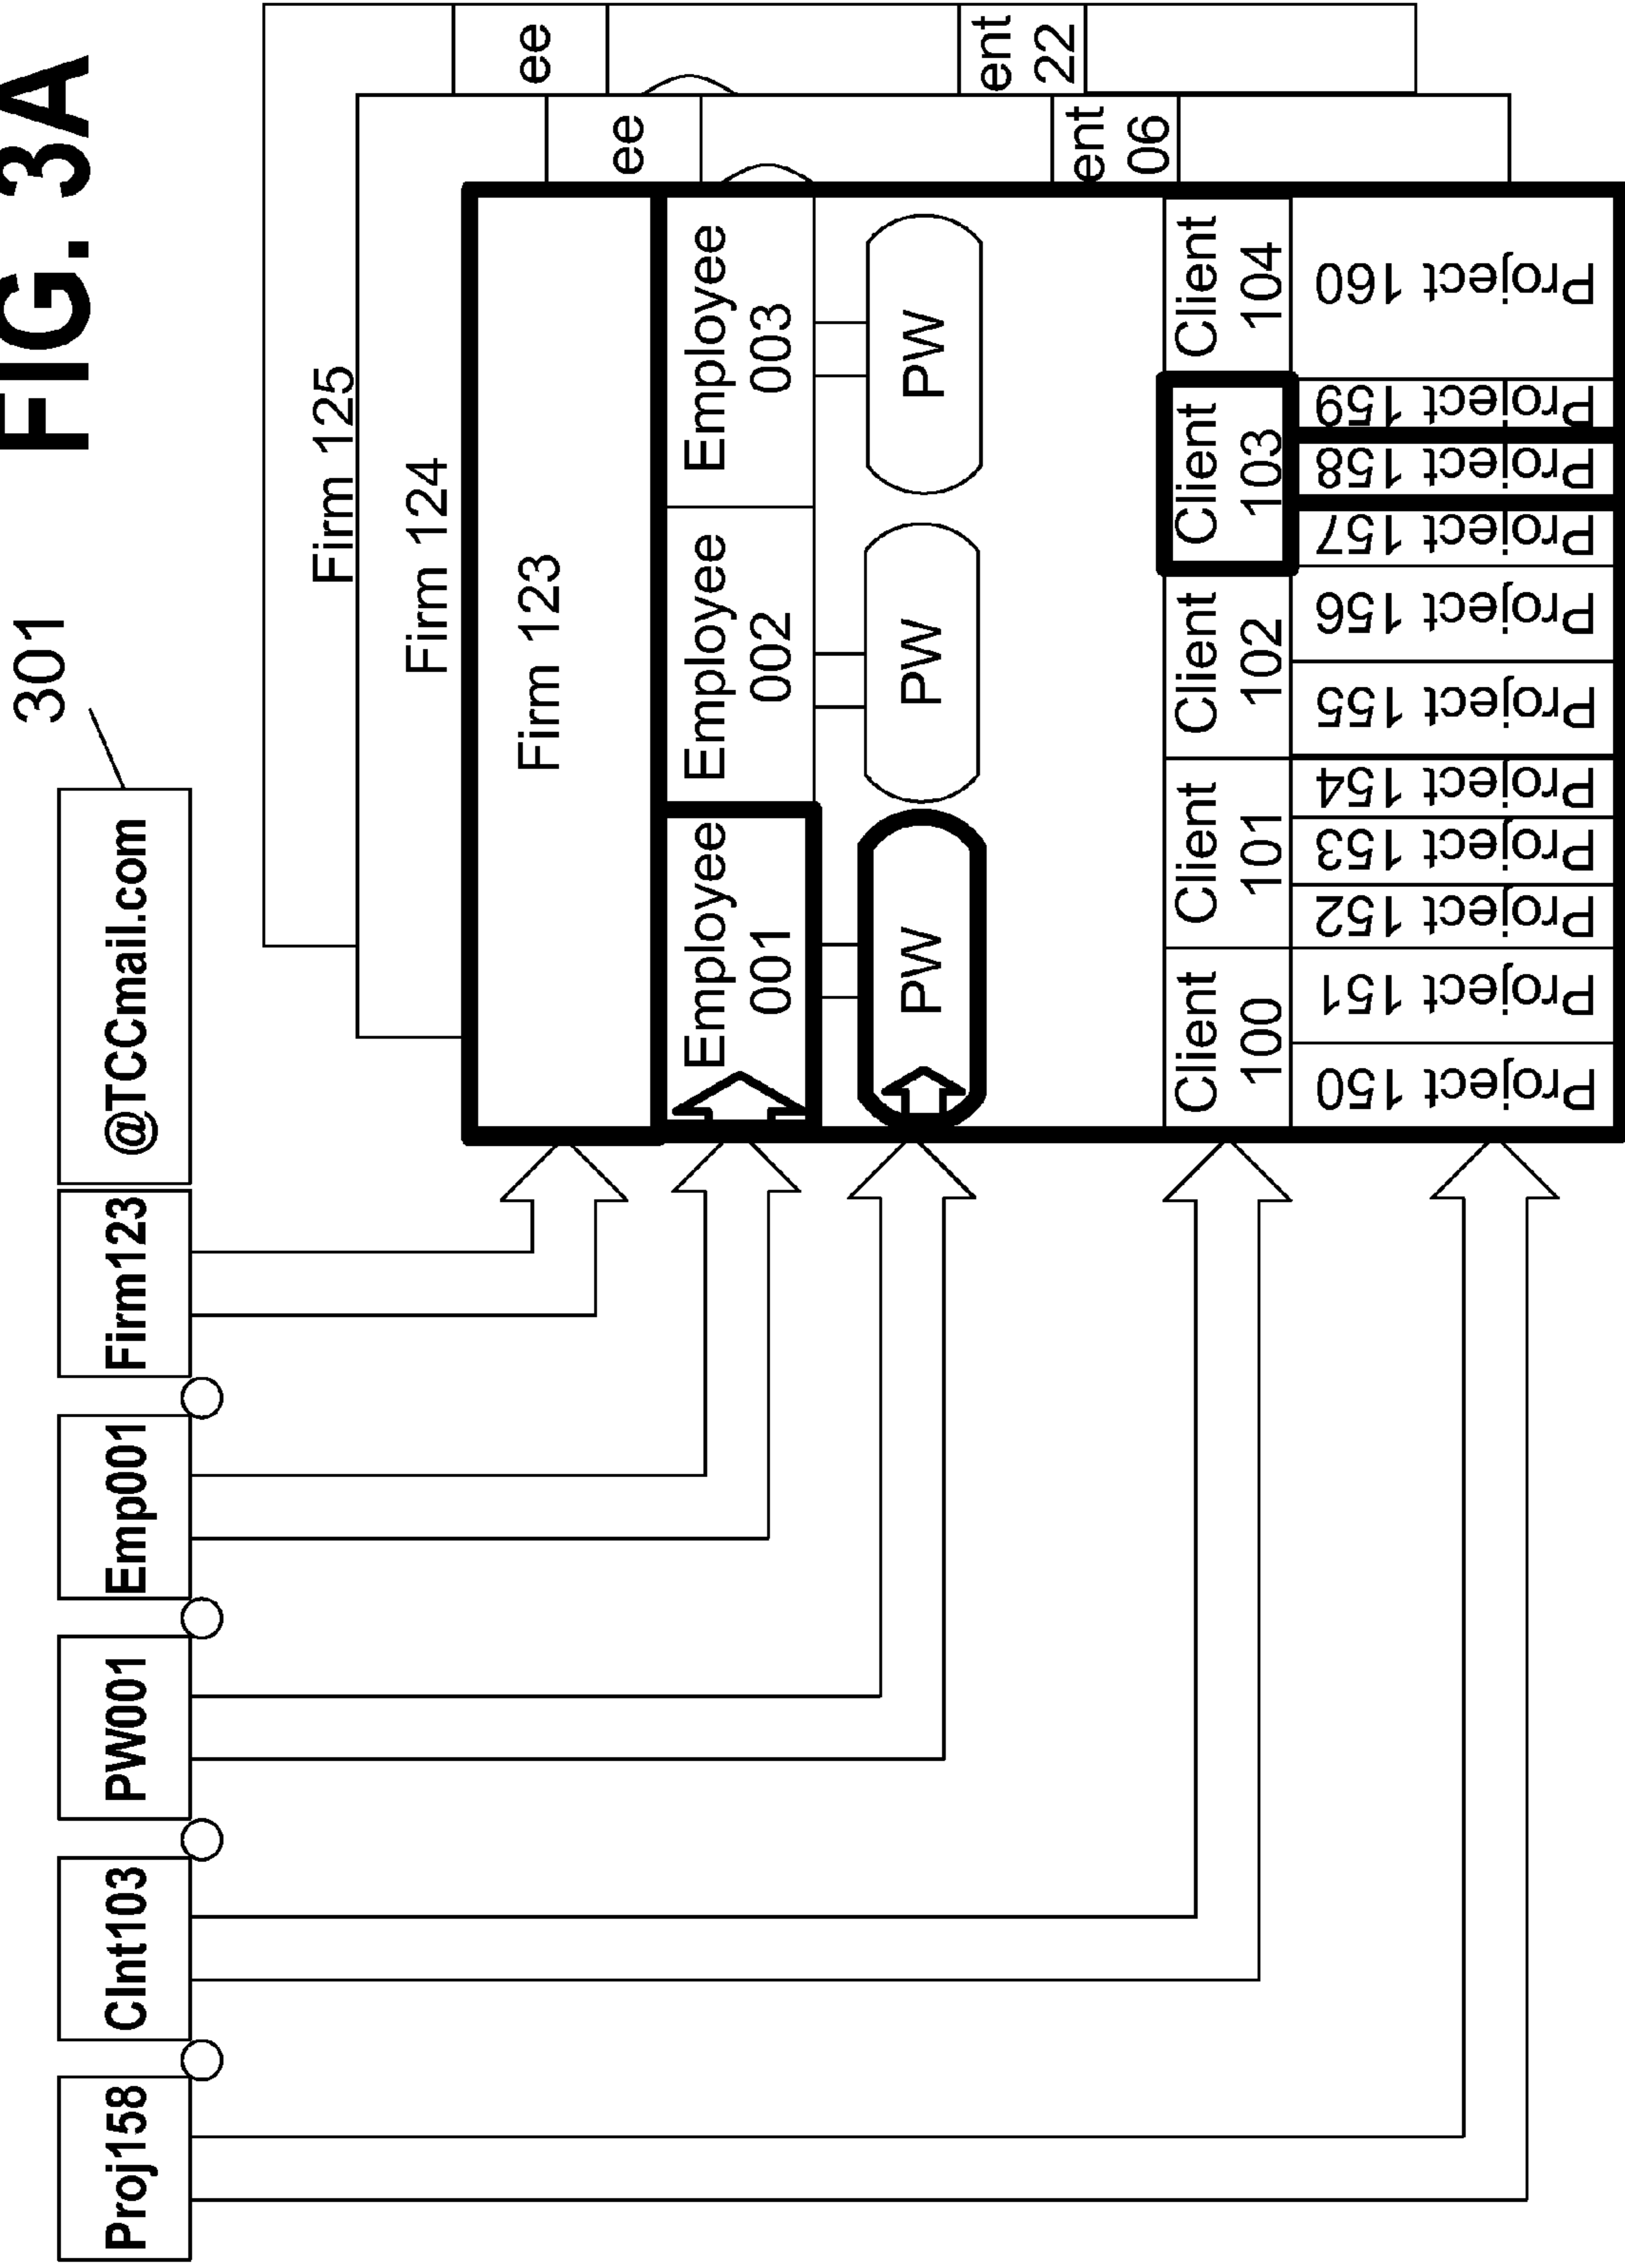 FIG. 3A
301
Proj158
Clnt103
PW001
Emp001
Firm123
@TCCmail.com
Firm 125
ee
ent
22
Firm 124
ee
ent
06
Firm 123
Employee
001
Employee
002
Employee
003
PW
PW
PW
Client
100
Client
101
Client
102
Client
103
Client
104
Project 150
Project 151
Project 152
Project 153
Project 154
Project 155
Project 156
Project 157
Project 158
Project 159
Project 160